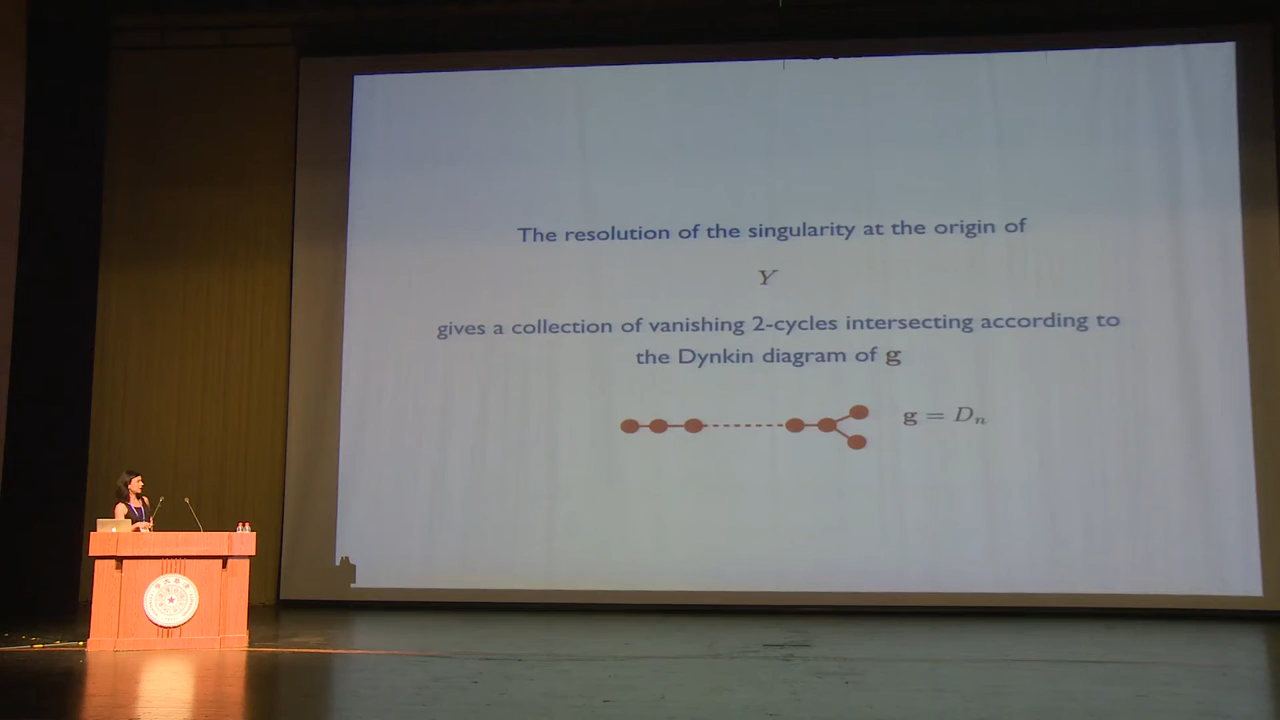 The resolution of the singularity at the origin of
Y
gives a collection of vanishing 2-cycles intersecting according to
the Dynkin diagram of g
g = Dₙ